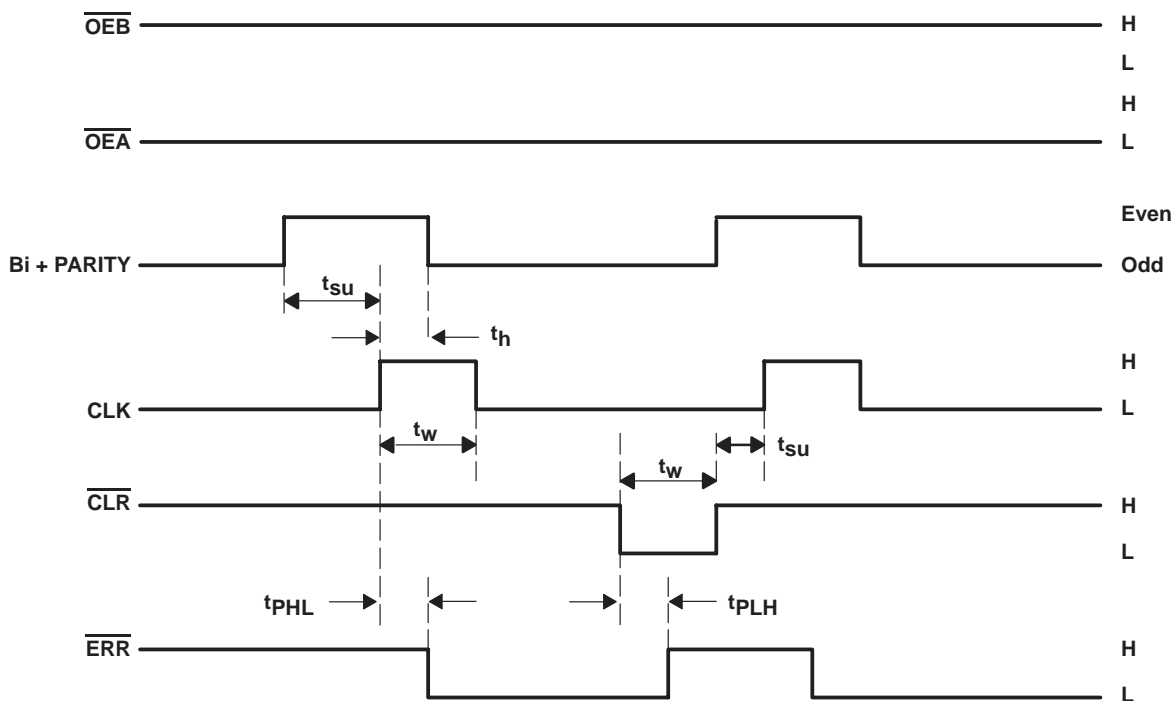 OEB H
L
H
OEA L
Even
Bi + PARITY Odd
tsu
th
H
CLK L
tw tsu
tw
CLR H
L
tPHL tPLH
ERR H
L